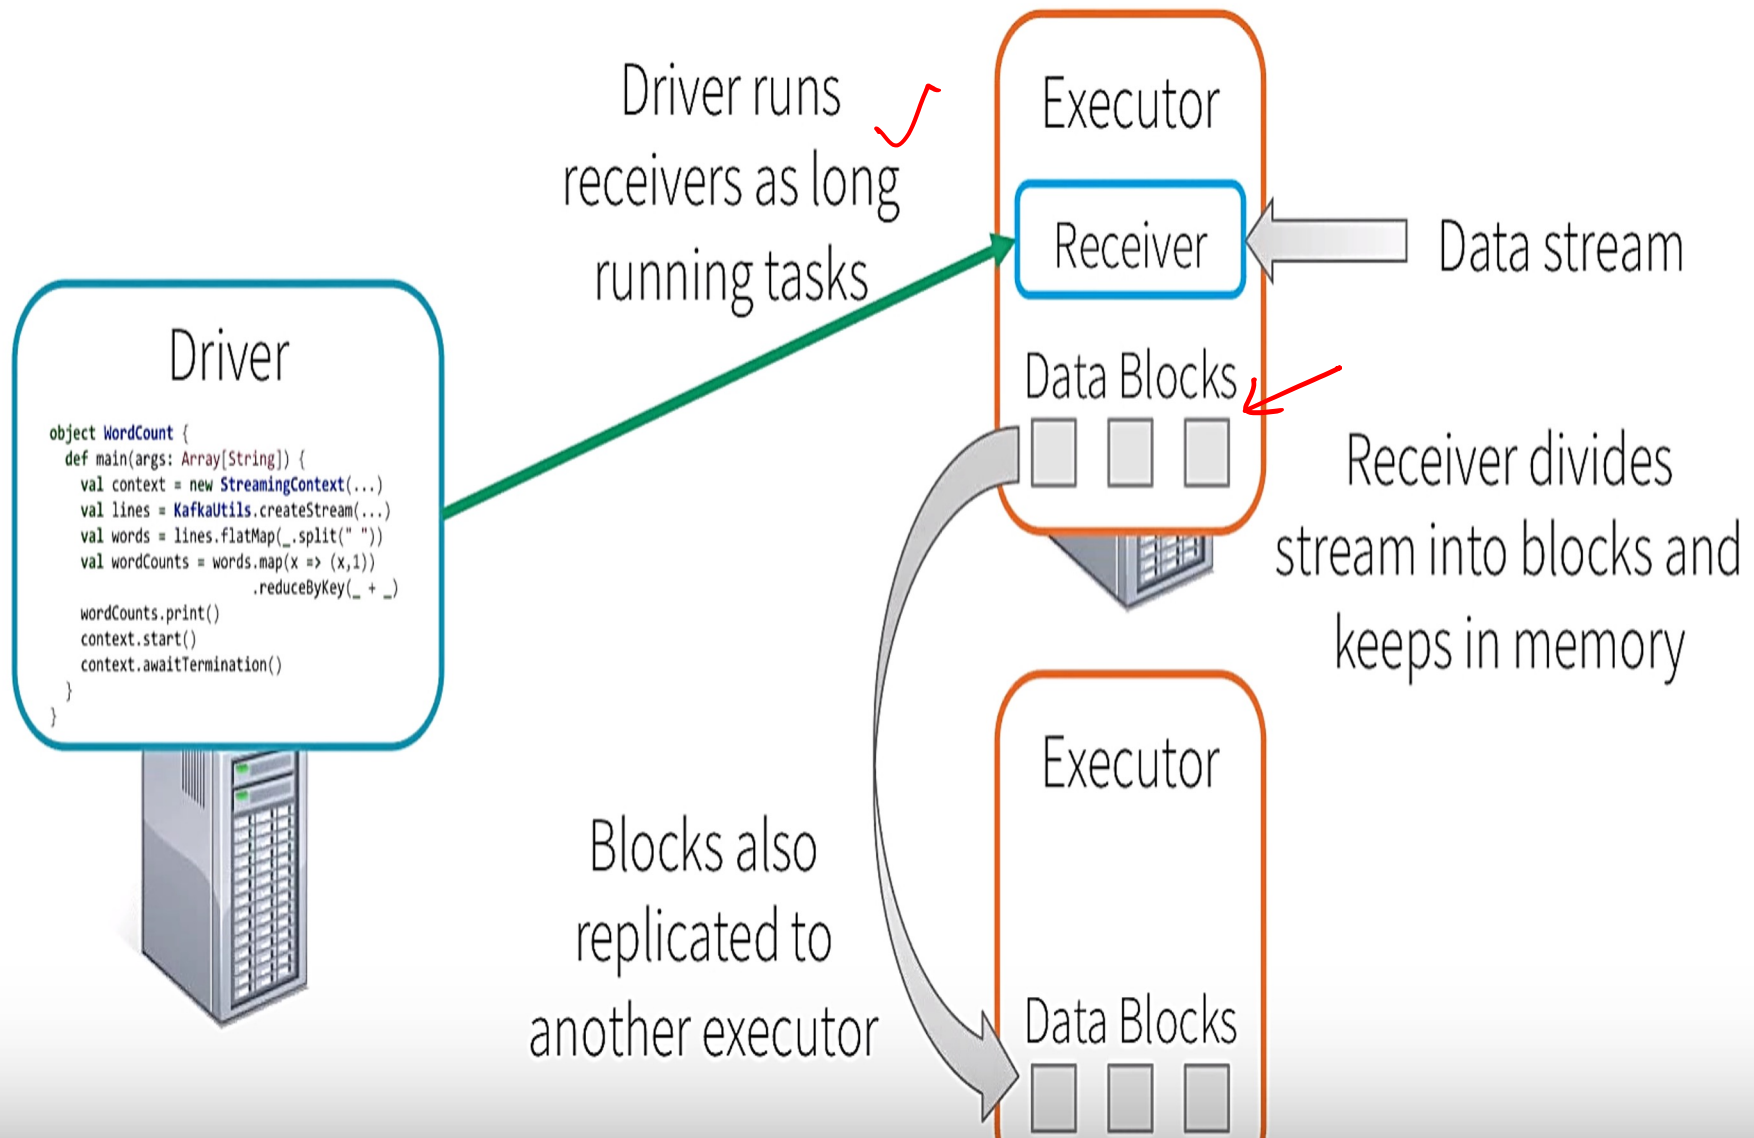 Driver runs
receivers as long
running tasks
Executor
Receiver
Data stream
Data Blocks
Receiver divides
stream into blocks and
keeps in memory
Driver
object WordCount {
def main(args: Array[String]) {
val context = new StreamingContext(...)
val lines = KafkaUtils.createStream(...)
val words = lines.flatMap(_.split(" "))
val wordCounts = words.map(x => (x,1))
.reduceByKey(_ + _)
wordCounts.print()
context.start()
context.awaitTermination()
}
}
Executor
Blocks also
replicated to
another executor
Data Blocks